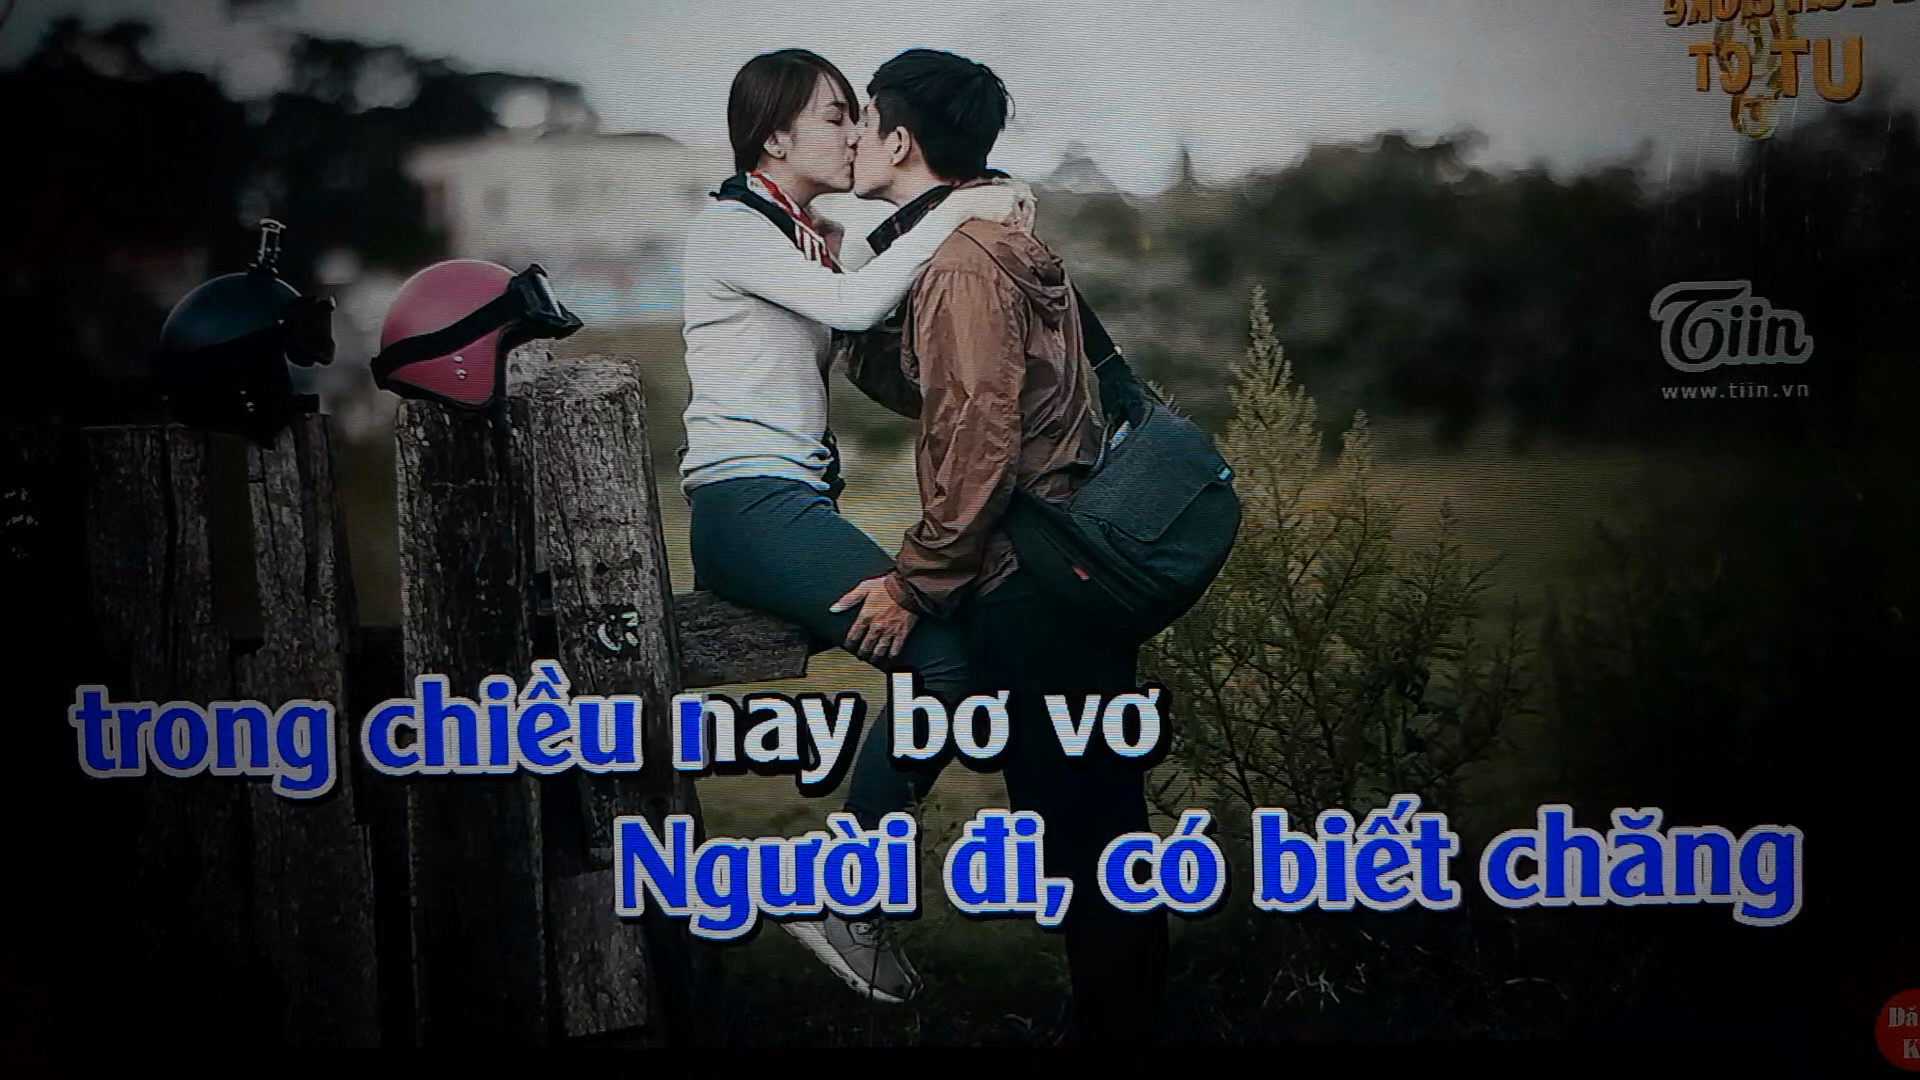 Tiin
www.tiin.vn
trong chiều nay bơ vơ
Người đi, có biết chăng